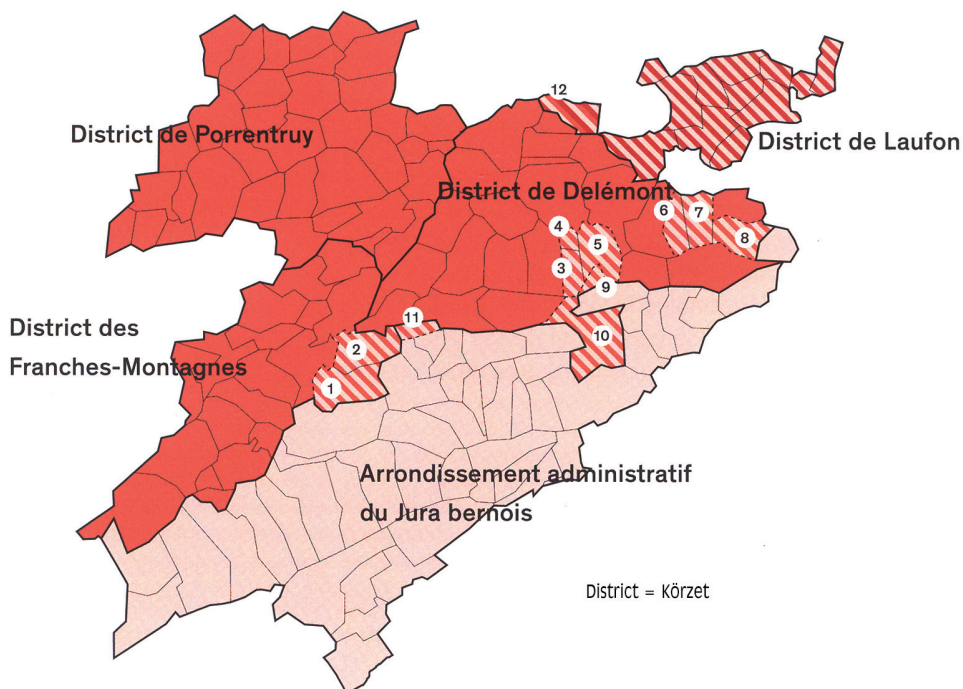 12
District de Porrentruy
District de Laufon
District de Delémont
6
7
4
5
8
3
9
11
District des
Franches-Montagnes
10
2
1
Arrondissement administratif
du Jura bernois
District = Körzet